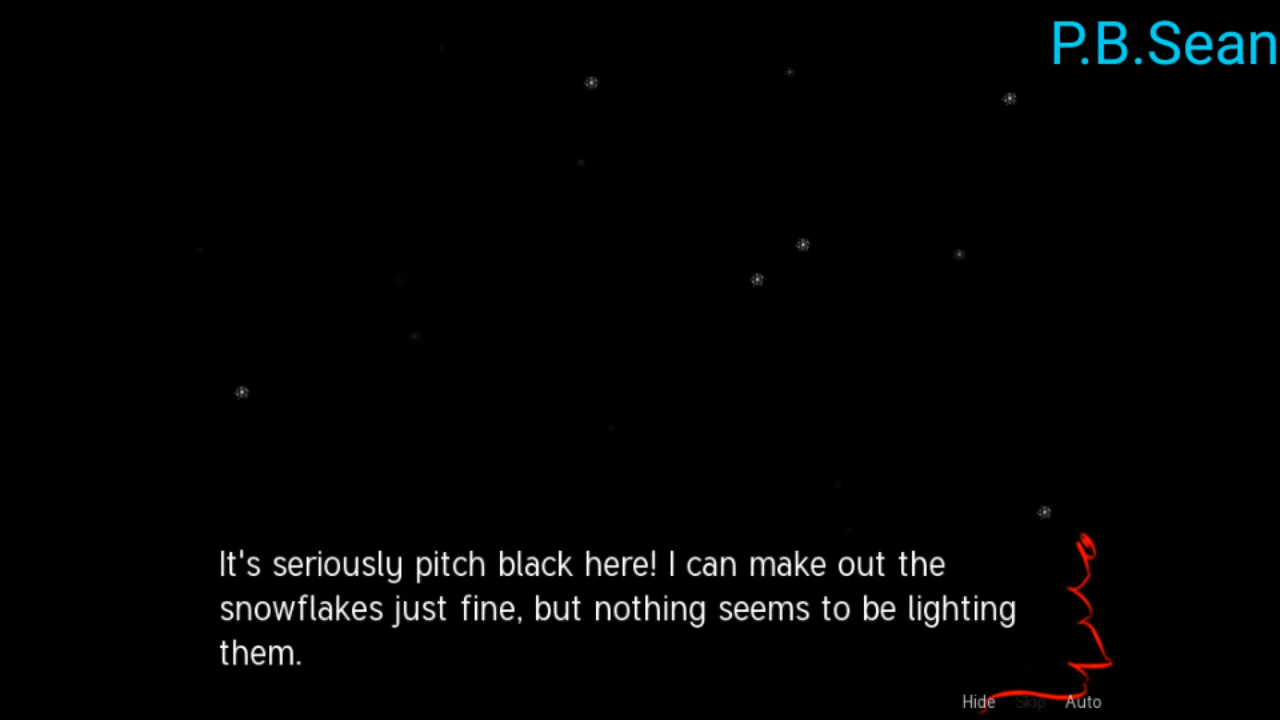 P.B.Sean
It's seriously pitch black here! I can make out the
snowflakes just fine, but nothing seems to be lighting
them.
Hide Skip Auto